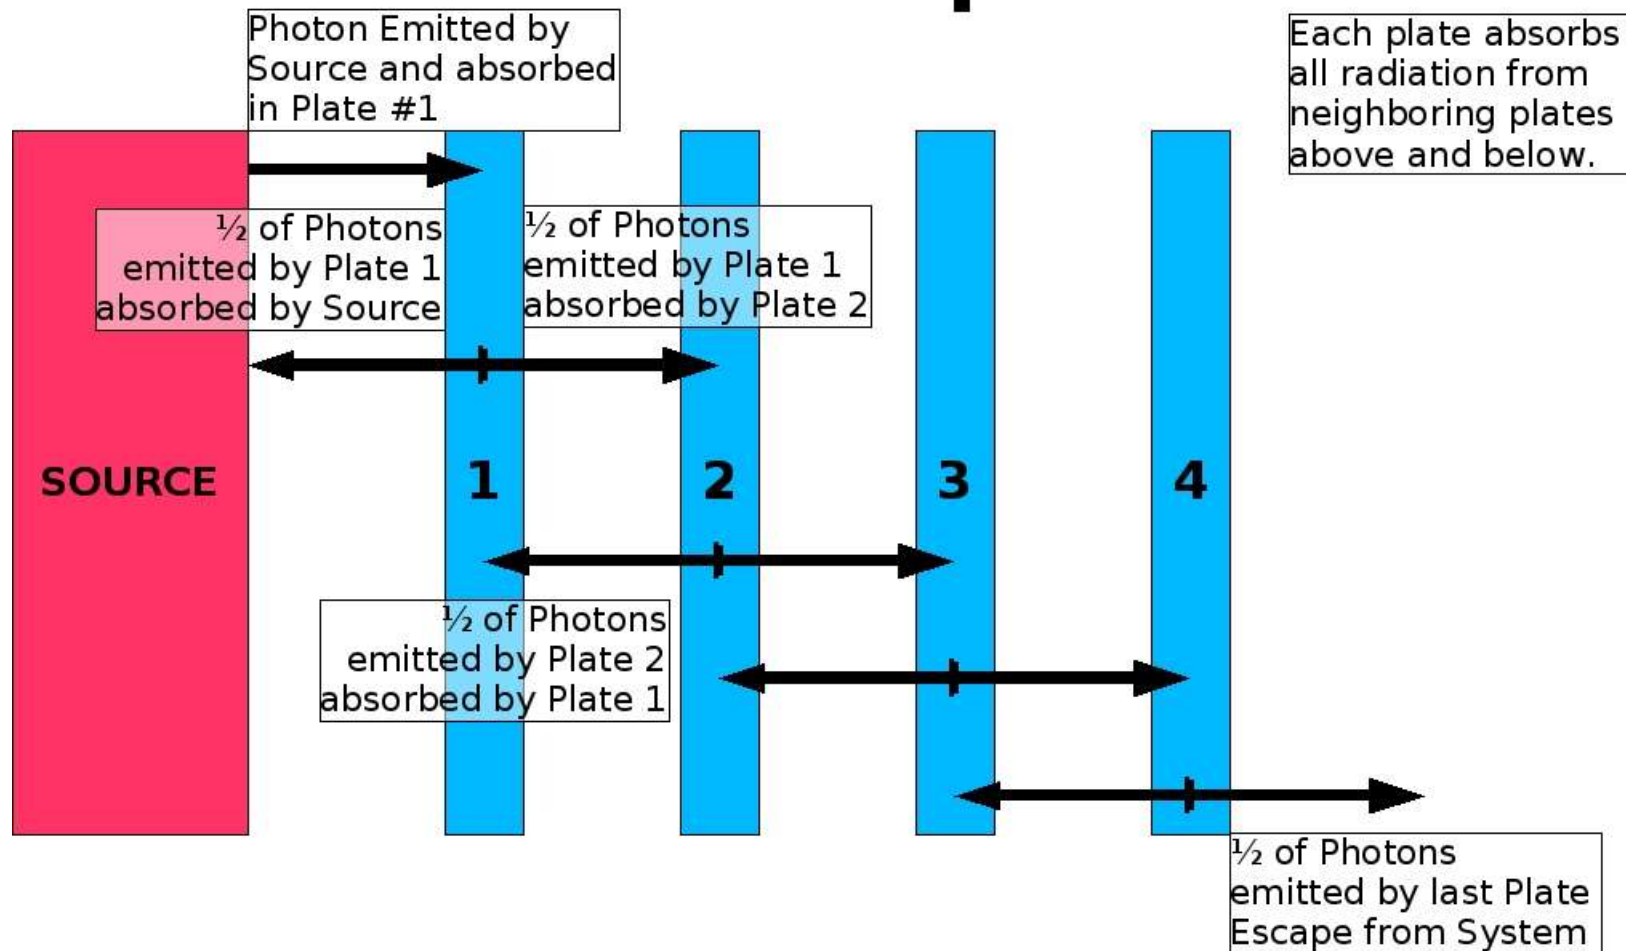 Photon Emitted by
Source and absorbed
in Plate #1
Each plate absorbs
all radiation from
neighboring plates
above and below.
½ of Photons
emitted by Plate 1
absorbed by Source
½ of Photons
emitted by Plate 1
absorbed by Plate 2
SOURCE
1
2
3
4
½ of Photons
emitted by Plate 2
absorbed by Plate 1
½ of Photons
emitted by last Plate
Escape from System